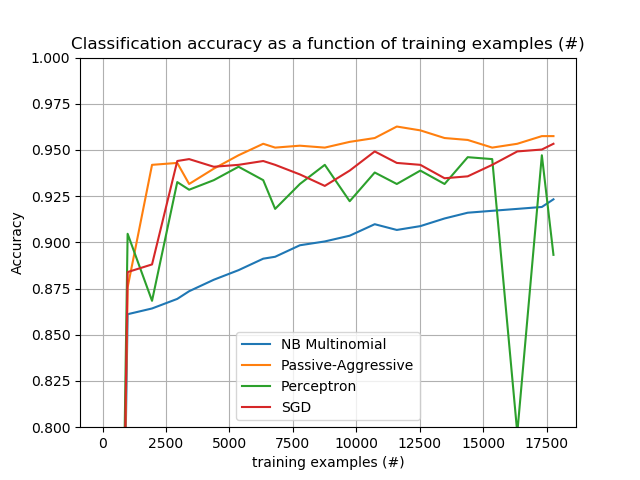 Classification accuracy as a function of training examples (#)
1.000
0.975
0.950
0.925
0.900
0.875
0.850
0.825
0.800
Accuracy
NB Multinomial
Passive-Aggressive
Perceptron
SGD
0 2500 5000 7500 10000 12500 15000 17500
training examples (#)